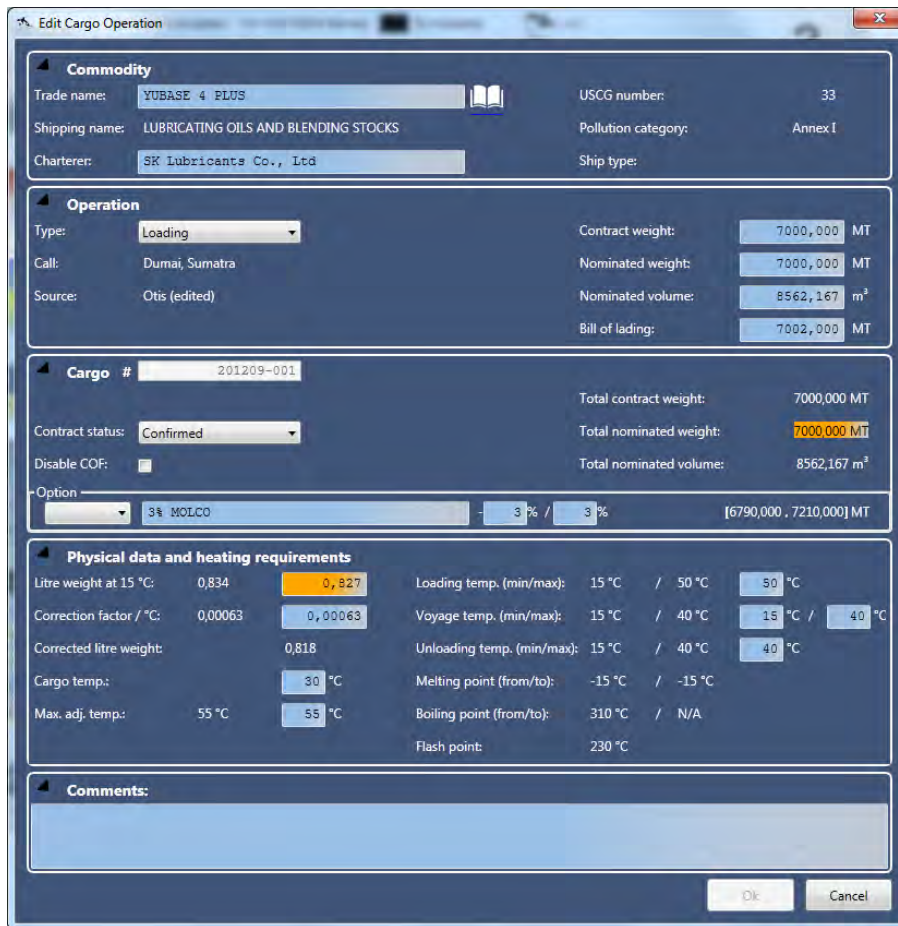 Edit Cargo Operation
Commodity
Trade name: YUBASE 4 PLUS USCG number: 33
Shipping name: LUBRICATING OILS AND BLENDING STOCKS Pollution category: Annex I
Charterer: SK Lubricants Co., Ltd Ship type:
Operation
Type: Loading Contract weight: 7000,000 MT
Call: Dumai, Sumatra Nominated weight: 7000,000 MT
Source: Otis (edited) Nominated volume: 8562,167 m³
Bill of lading: 7002,000 MT
Cargo # 201209-001
Total contract weight: 7000,000 MT
Contract status: Confirmed Total nominated weight: 7000,000 MT
Disable COF: Total nominated volume: 8562,167 m³
Option
3% MOLCO - 3 % / 3 % [6790,000 , 7210,000] MT
Physical data and heating requirements
Litre weight at 15 °C: 0,834 0,827 Loading temp. (min/max): 15 °C / 50 °C 50 °C
Correction factor / °C: 0,00063 0,00063 Voyage temp. (min/max): 15 °C / 40 °C 15 °C / 40 °C
Corrected litre weight: 0,818 Unloading temp. (min/max): 15 °C / 40 °C 40 °C
Cargo temp.: 30 °C Melting point (from/to): -15 °C / -15 °C
Max. adj. temp.: 55 °C 55 °C Boiling point (from/to): 310 °C / N/A
Flash point: 230 °C
Comments:
Ok Cancel